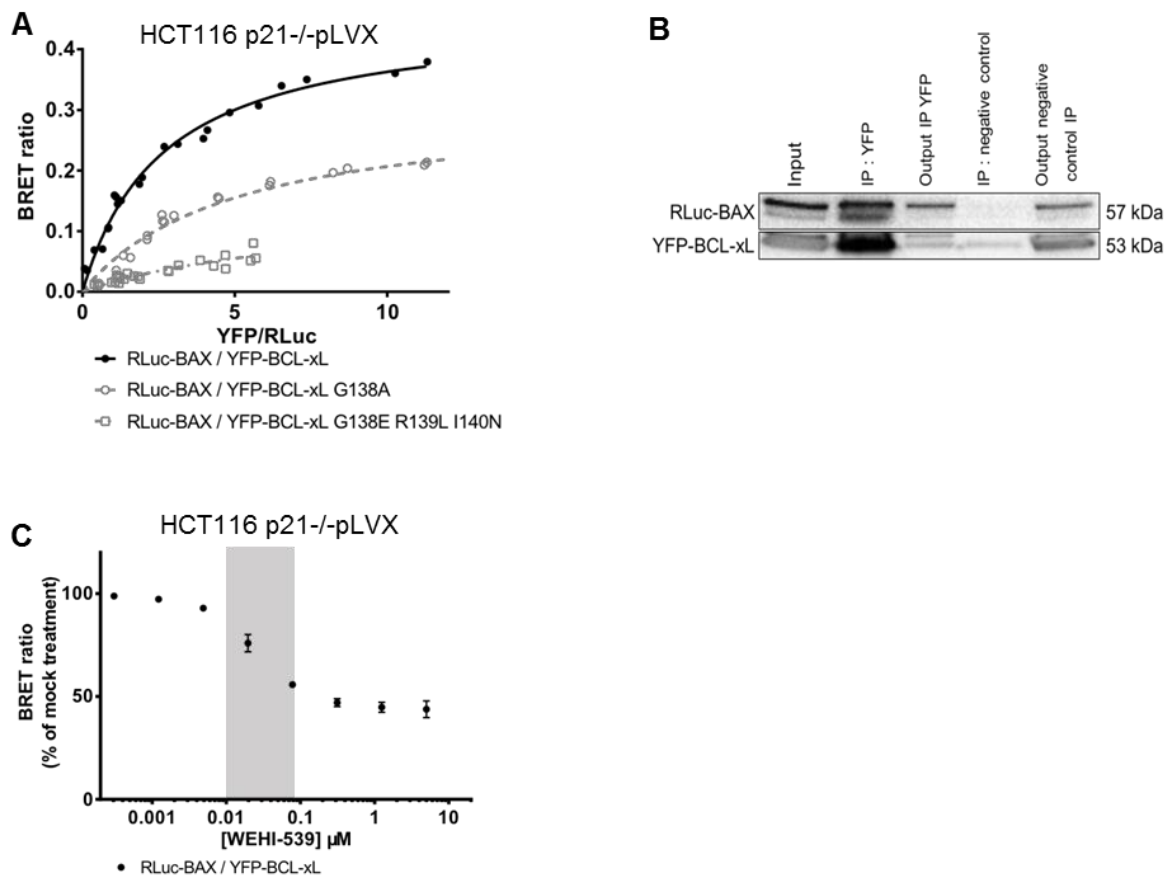 A
HCT116 p21-/-pLVX
BRET ratio
0.4
0.3
0.2
0.1
0.0
0
5
10
YFP/RLuc
RLuc-BAX / YFP-BCL-xL
RLuc-BAX / YFP-BCL-xL G138A
RLuc-BAX / YFP-BCL-xL G138E R139L I140N
B
Input
IP : YFP
Output IP YFP
IP : negative control
Output negative
control IP
RLuc-BAX
57 kDa
YFP-BCL-xL
53 kDa
C
HCT116 p21-/-pLVX
BRET ratio
(% of mock treatment)
100
50
0
0.001
0.01
0.1
1
10
[WEHI-539] µM
RLuc-BAX / YFP-BCL-xL